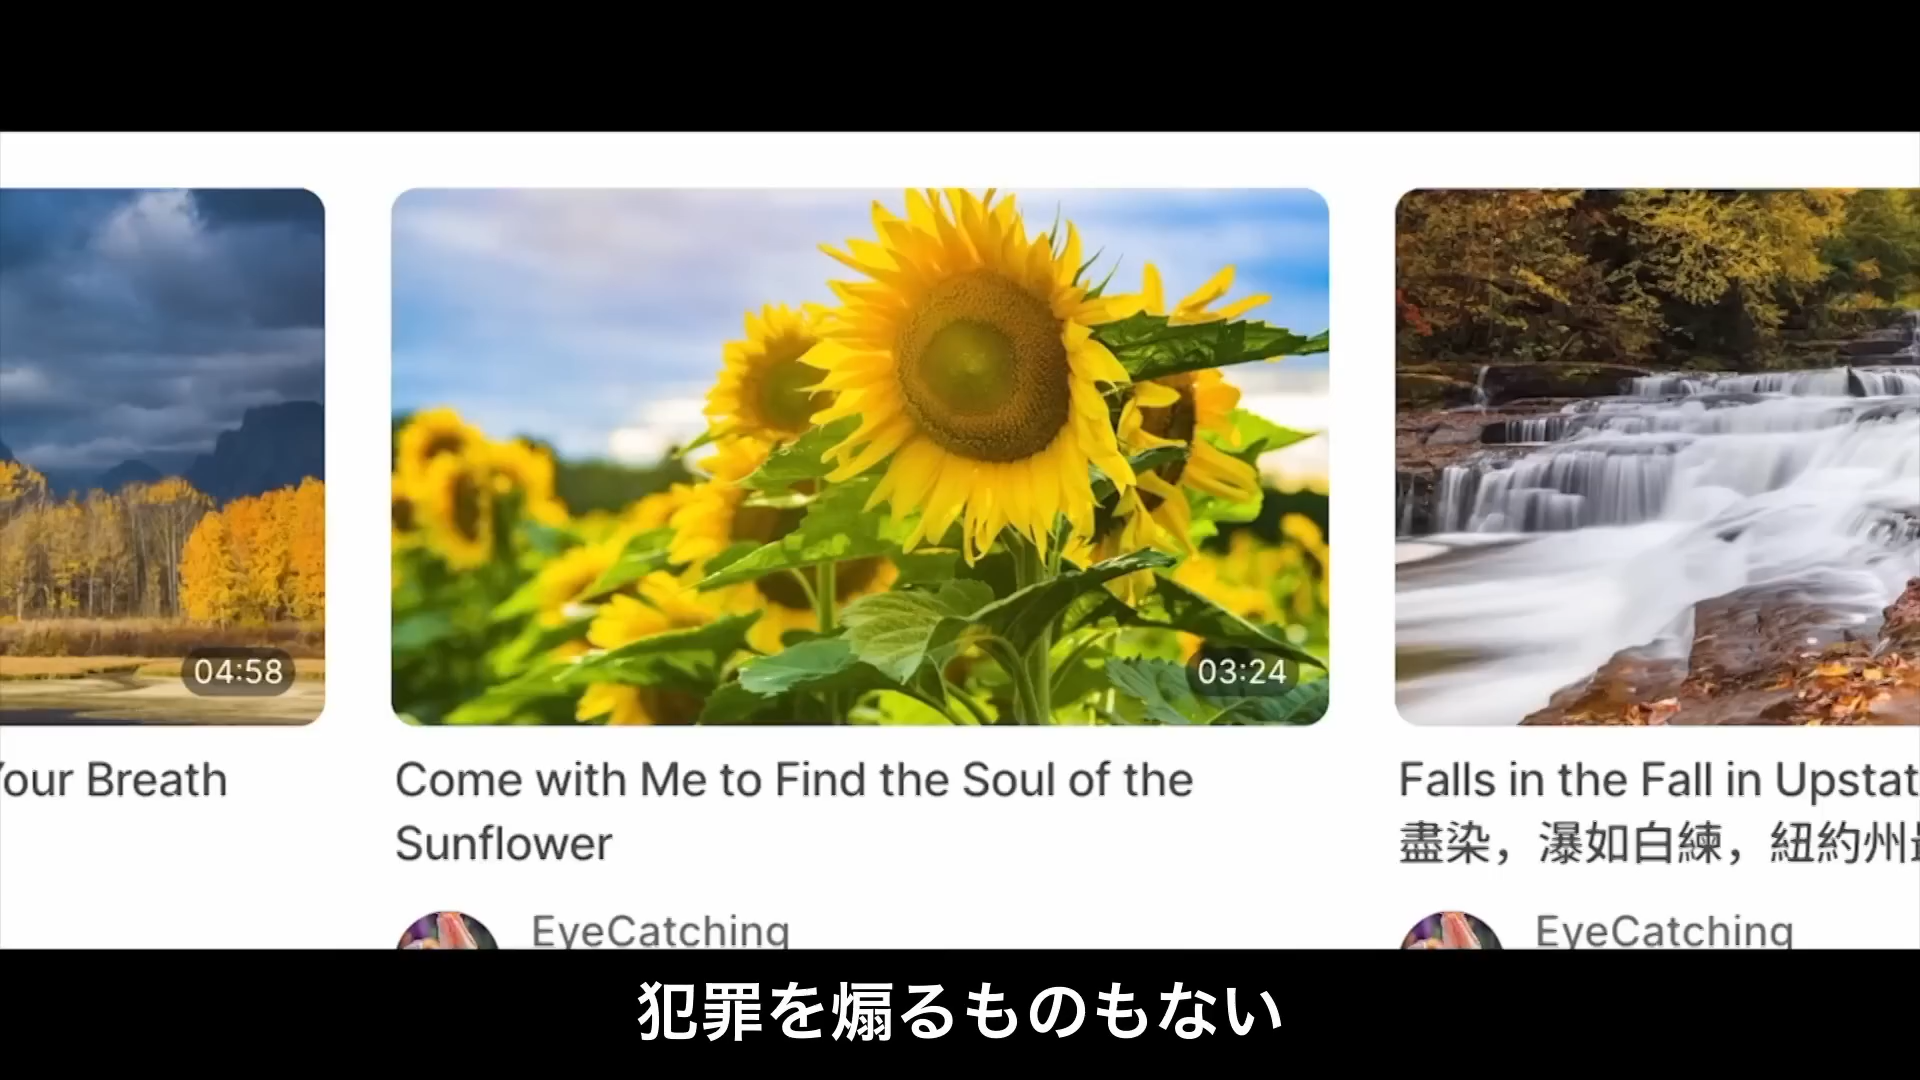 04:58
03:24
Your Breath
Come with Me to Find the Soul of the
Sunflower
Falls in the Fall in Upstat
盡染，瀑如白練，紐約州
EyeCatching
EyeCatching
犯罪を煽るものもない